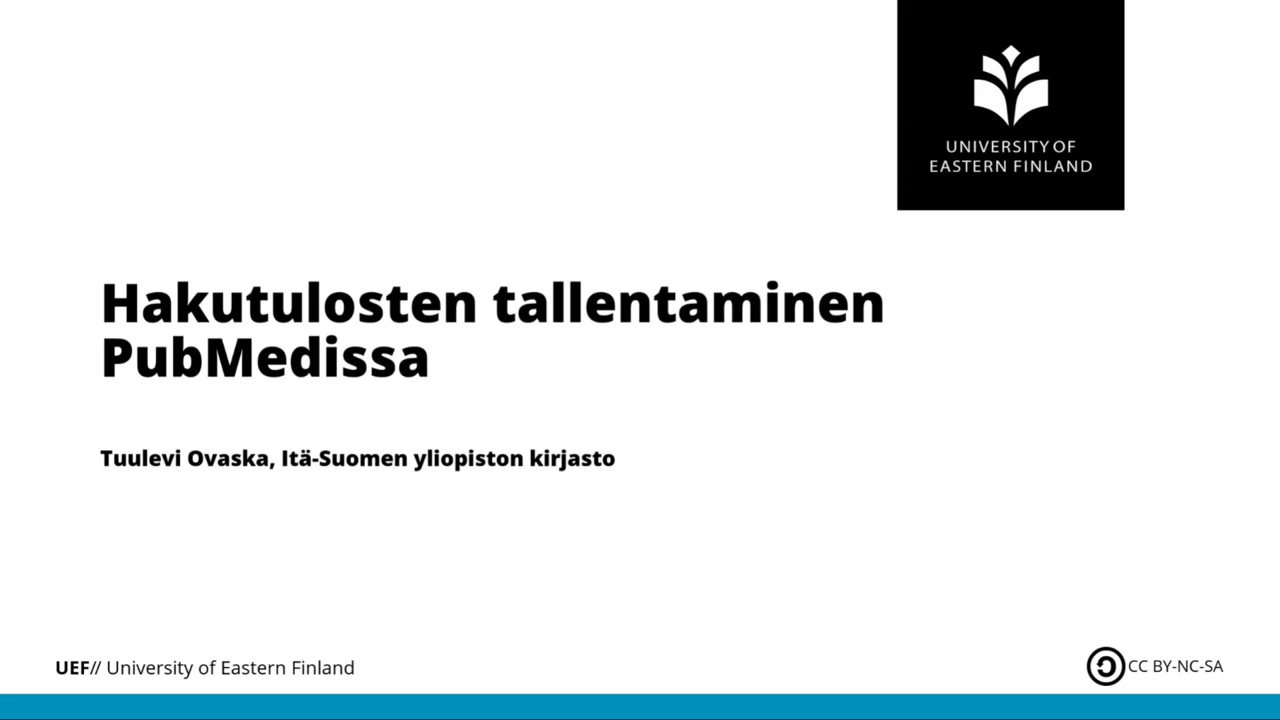 UNIVERSITY OF
EASTERN FINLAND
Hakutulosten tallentaminen
PubMedissa
Tuulevi Ovaska, Itä-Suomen yliopiston kirjasto
UEF// University of Eastern Finland
CC BY-NC-SA